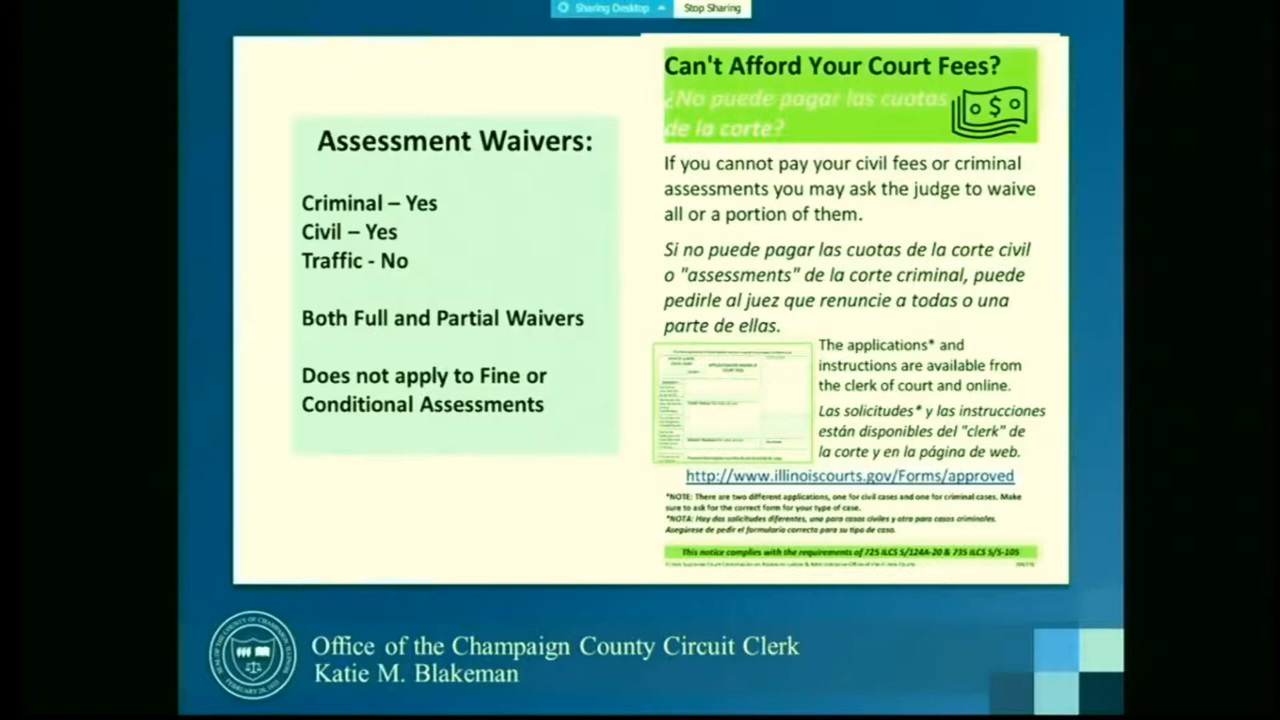 Sharing Desktop
Stop Sharing
Assessment Waivers:
Criminal – Yes
Civil – Yes
Traffic - No
Both Full and Partial Waivers
Does not apply to Fine or
Conditional Assessments
Can't Afford Your Court Fees?
¿No puede pagar las cuotas
de la corte?
If you cannot pay your civil fees or criminal
assessments you may ask the judge to waive
all or a portion of them.
Si no puede pagar las cuotas de la corte civil
o "assessments" de la corte criminal, puede
pedirle al juez que renuncie a todas o una
parte de ellas.
The applications* and
instructions are available from
the clerk of court and online.
Las solicitudes* y las instrucciones
están disponibles del "clerk" de
la corte y en la página de web.
http://www.illinoiscourts.gov/Forms/approved
*NOTE: There are two different applications, one for civil cases and one for criminal cases. Make
sure to ask for the correct form for your type of case.
*NOTA: Hay dos solicitudes diferentes, una para casos civiles y otra para casos criminales.
Asegúrese de pedir el formulario correcto para su tipo de caso.
This notice complies with the requirements of 725 ILCS 5/124A-20 & 735 ILCS 5/5-105
Office of the Champaign County Circuit Clerk
Katie M. Blakeman